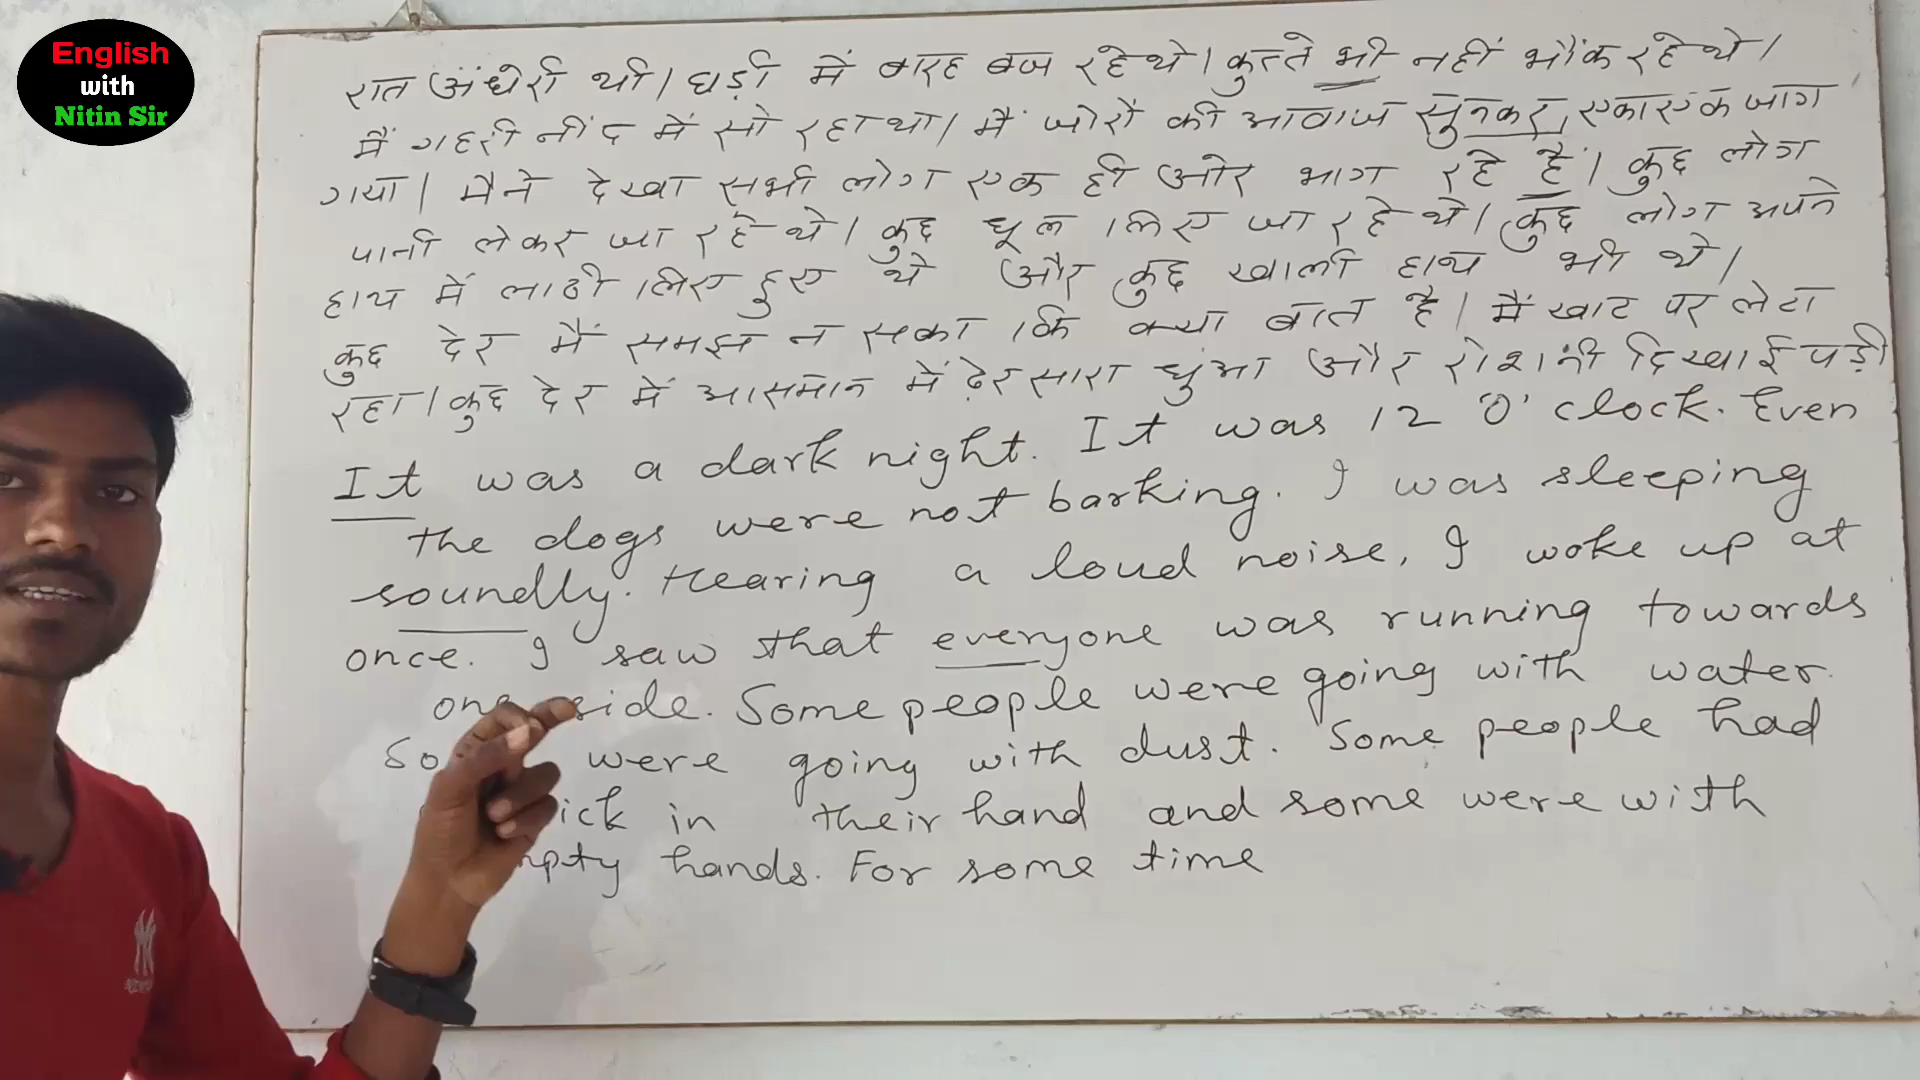 English
with
Nitin Sir
रात अंधेरी थी। घड़ी में बारह बज रहे थे। कुत्ते भी नहीं भौंक रहे थे।
मैं गहरी नींद में सो रहा था। मैं जोरों की आवाज सुनकर, एकाएक जाग
गया। मैंने देखा सभी लोग एक ही ओर भाग रहे हैं। कुछ लोग
पानी लेकर जा रहे थे। कुछ धूल लिए जा रहे थे। कुछ लोग अपने
हाथ में लाठी लिए हुए थे और कुछ खाली हाथ भी थे।
कुछ देर मैं समझ न सका कि क्या बात है। मैं खाट पर लेटा
रहा। कुछ देर में आसमान में ढ़ेर सारा धुंआ और रोशनी दिखाई पड़ी
It was a dark night. It was 12 'O' clock. Even
the dogs were not barking. I was sleeping
soundly. Hearing a loud noise, I woke up at
once. I saw that everyone was running towards
one side. Some people were going with water.
So were going with dust. Some people had
ick in their hand and some were with
mpty hands. For some time